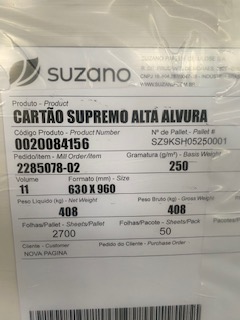 suzano
Produto - Product
CARTÃO SUPREMO ALTA ALVURA
Código Produto - Product Number
Nº de Pallet - Pallet #
0020084156
SZ9KSH05250001
Pedido/Item - Mill Order/Item
Gramatura (g/m²) - Basis Weight
2285078-02
250
Volume
Formato (mm) - Size
11
630 X 960
Peso Líquido (kg) - Net Weight
Peso Bruto (kg) - Gross Weight
408
408
Folhas/Pallet - Sheets/Pallet
Folhas/Pacote - Sheets/Pack
2700
50
Cliente - Customer
Pedido do Cliente - Purchase Order
NOVA PAGINA